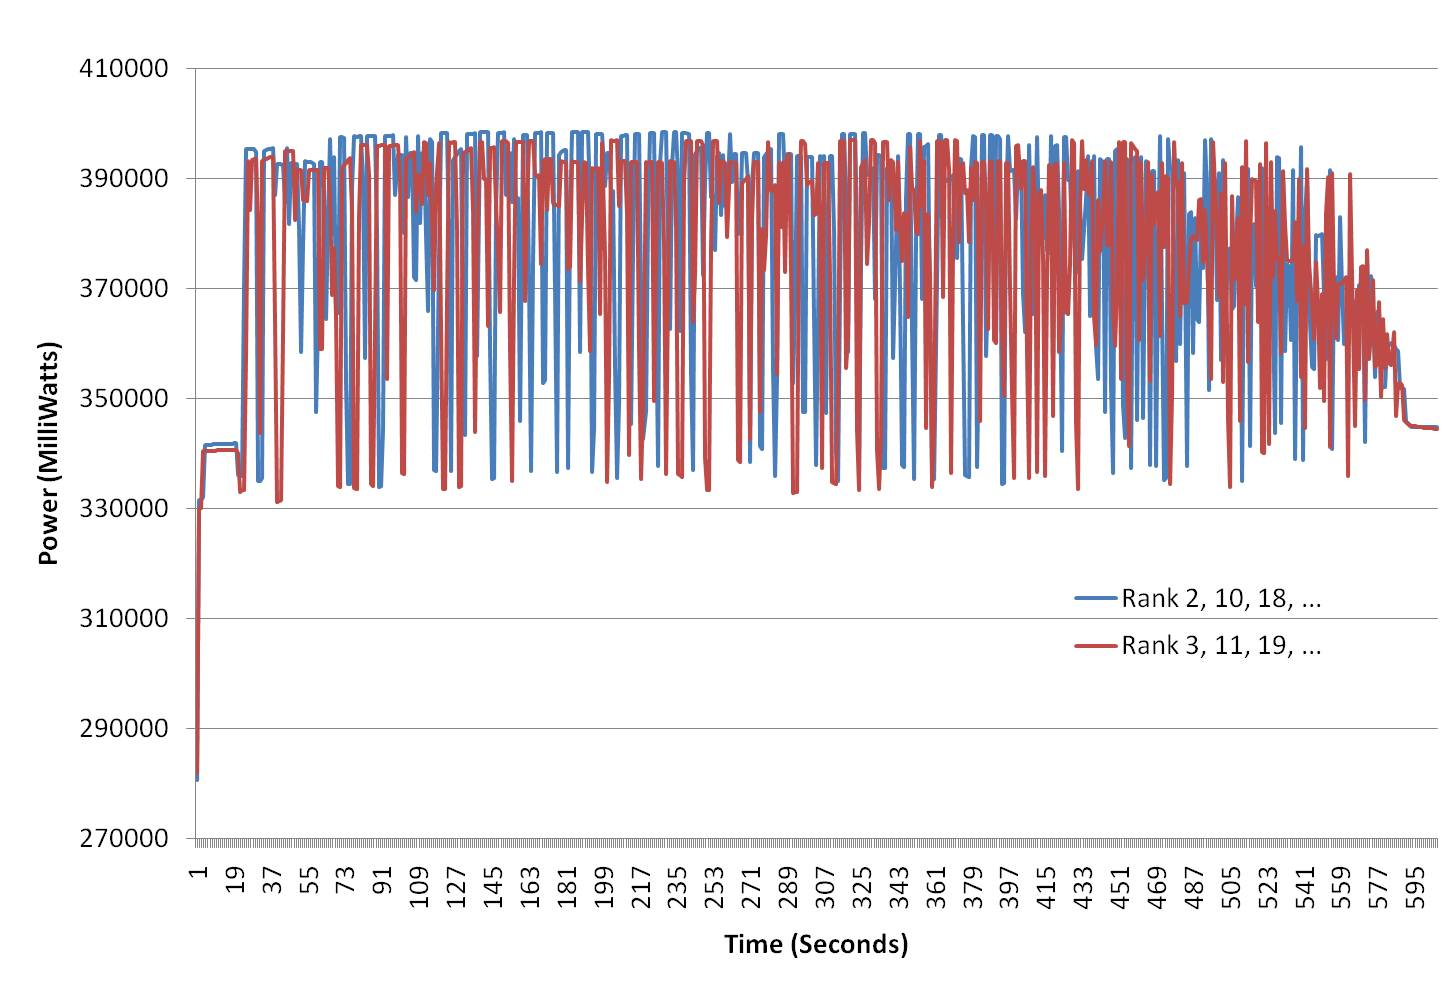 410000
390000
370000
350000
330000
310000
290000
270000
Power (MilliWatts)
Rank 2, 10, 18, ...
Rank 3, 11, 19, ...
1 19 37 55 73 91 109 127 145 163 181 199 217 235 253 271 289 307 325 343 361 379 397 415 433 451 469 487 505 523 541 559 577 595
Time (Seconds)